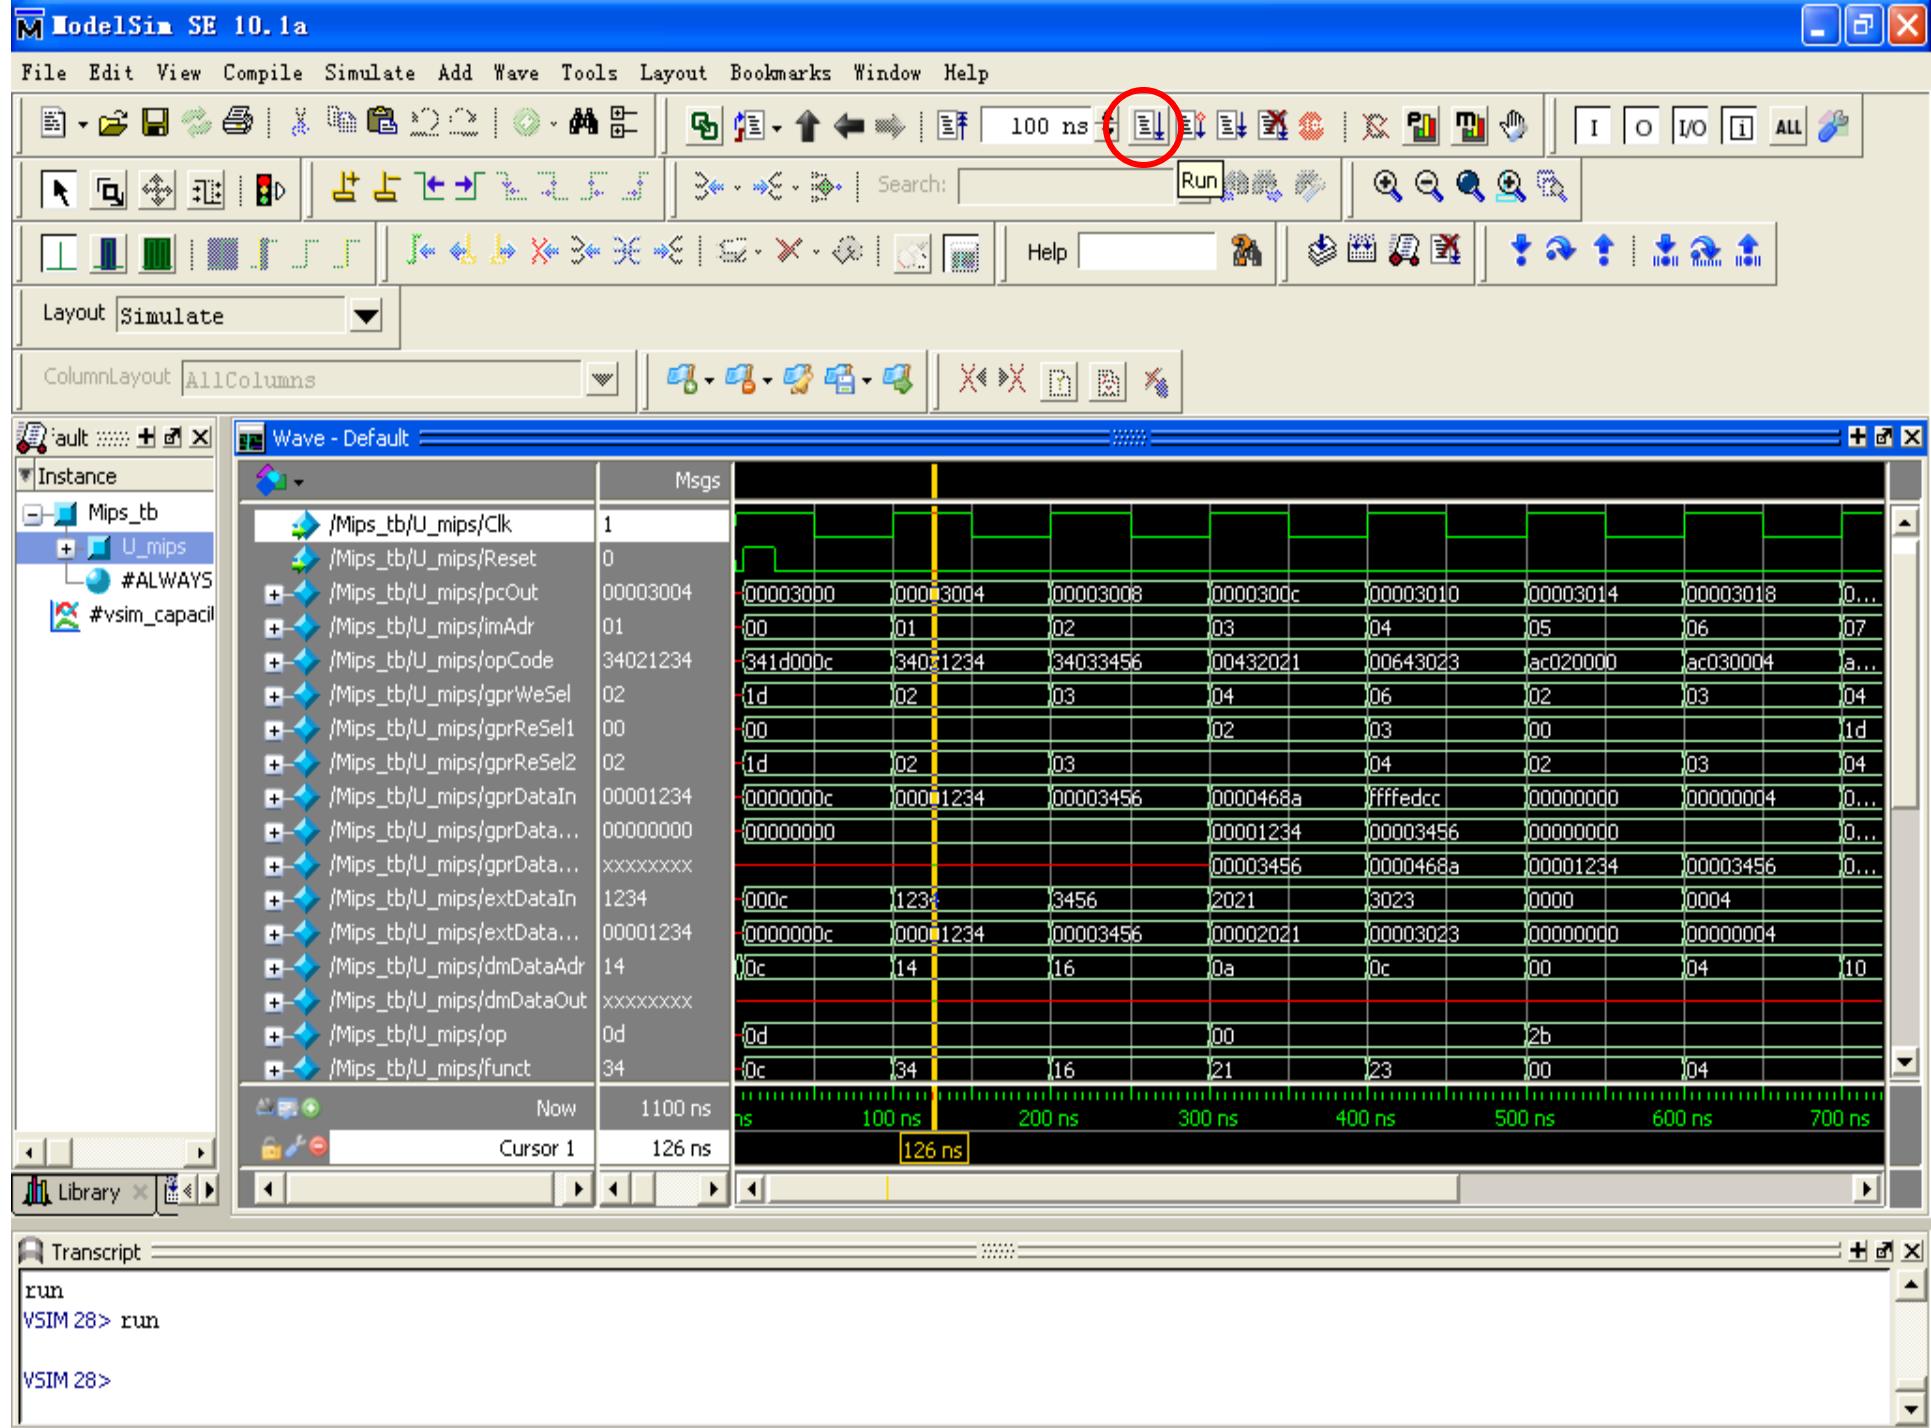 ModelSim SE 10.1a
File Edit View Compile Simulate Add Wave Tools Layout Bookmarks Window Help
100 ns
I O I/O i ALL
Search:
Run
Help
Layout Simulate
ColumnLayout AllColumns
ault
Wave - Default
Instance
Mips_tb
U_mips
#ALWAYS
#vsim_capaci
Msgs
/Mips_tb/U_mips/Clk 1
/Mips_tb/U_mips/Reset 0
/Mips_tb/U_mips/pcOut 00003004 00003000 00003004 00003008 0000300c 00003010 00003014 00003018 0...
/Mips_tb/U_mips/imAdr 01 00 01 02 03 04 05 06 07
/Mips_tb/U_mips/opCode 34021234 341d000c 34021234 34033456 00432021 00643023 ac020000 ac030004 a...
/Mips_tb/U_mips/gprWeSel 02 1d 02 03 04 06 02 03 04
/Mips_tb/U_mips/gprReSel1 00 00 02 03 00 1d
/Mips_tb/U_mips/gprReSel2 02 1d 02 03 04 02 03 04
/Mips_tb/U_mips/gprDataIn 00001234 0000000c 00001234 00003456 0000468a ffffedcc 00000000 00000004 0...
/Mips_tb/U_mips/gprData... 00000000 00000000 00001234 00003456 00000000 0...
/Mips_tb/U_mips/gprData... xxxxxxxx 00003456 0000468a 00001234 00003456 0...
/Mips_tb/U_mips/extDataIn 1234 000c 1234 3456 2021 3023 0000 0004
/Mips_tb/U_mips/extData... 00001234 0000000c 00001234 00003456 00002021 00003023 00000000 00000004
/Mips_tb/U_mips/dmDataAdr 14 0c 14 16 0a 0c 00 04 10
/Mips_tb/U_mips/dmDataOut xxxxxxxx
/Mips_tb/U_mips/op 0d 0d 00 2b
/Mips_tb/U_mips/funct 34 0c 34 16 21 23 00 04
Now 1100 ns ns 100 ns 200 ns 300 ns 400 ns 500 ns 600 ns 700 ns
Cursor 1 126 ns 126 ns
Library
Transcript
run
VSIM 28> run
VSIM 28>